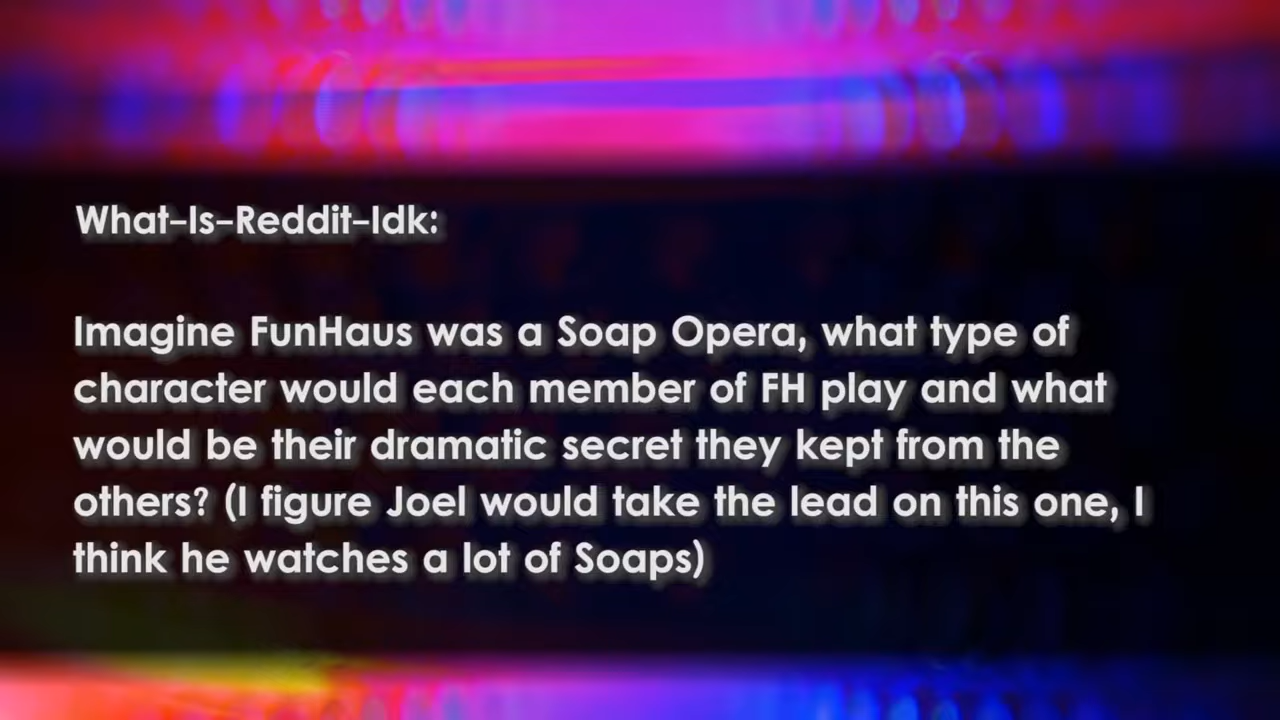 What-Is-Reddit-Idk:
Imagine FunHaus was a Soap Opera, what type of
character would each member of FH play and what
would be their dramatic secret they kept from the
others? (I figure Joel would take the lead on this one, I
think he watches a lot of Soaps)